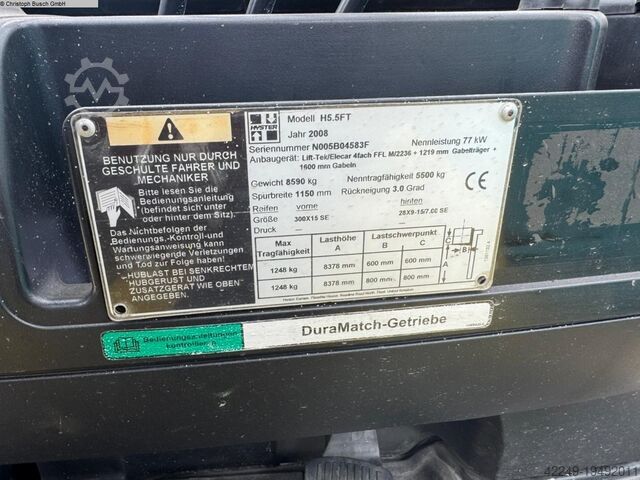 © Christoph Busch GmbH
BENUTZUNG NUR DURCH
GESCHULTE FAHRER UND
MECHANIKER
Bitte lesen Sie die
Bedienungsanleitung
(befindet sich unter
oder hinter dem Sitz).
Das Nichtbefolgen der
Bedienungs,-Kontroll-und
Wartungsanweisung kann
schwerwiegende Verletzungen
und Tod zur Folge haben!
-HUBLAST BEI SENKRECHTEM
HUBGERUST UND
ZUSATZGERAT WIE OBEN
ANGEGEBEN.
HYSTER
Modell H5.5FT
Jahr 2008
Seriennummer N005B04583F
Nennleistung 77 kW
Anbaugerät: Lift-Tek/Elecar 4fach FFL M/2236 + 1219 mm Gabelträger +
1600 mm Gabeln
Gewicht 8590 kg
Nenntragfähigkeit 5500 kg
Spurbreite 1150 mm
Rückneigung 3.0 Grad
CE
Reifen vorne hinten
Größe 300X15 SE 28X9-15/7.00 SE
Druck — —
Max Tragfähigkeit Lasthöhe A Lastschwerpunkt B C
1248 kg 8378 mm 600 mm 600 mm
1248 kg 8378 mm 800 mm 800 mm
C
B
A
Bedienungsanleitungen
kontrollieren
DuraMatch-Getriebe
42249-19452011